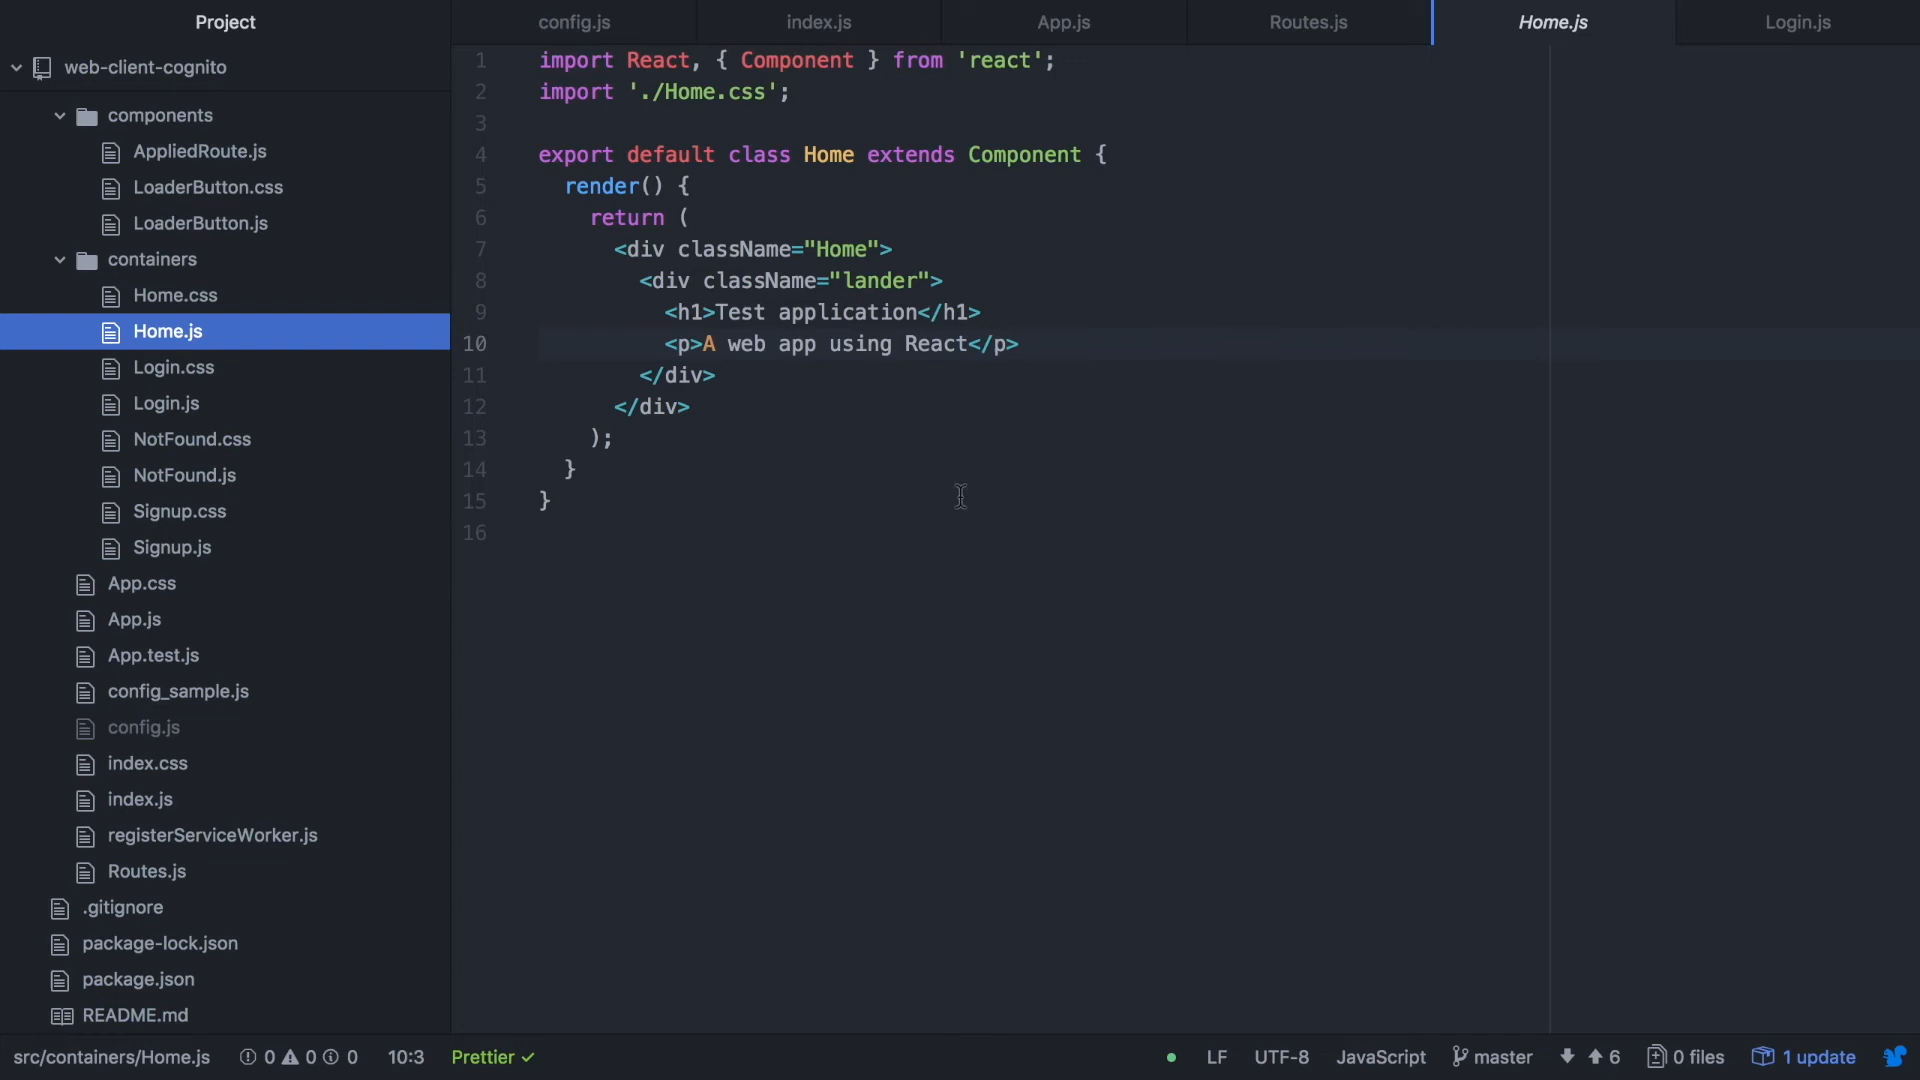 Project
web-client-cognito
components
AppliedRoute.js
LoaderButton.css
LoaderButton.js
containers
Home.css
Home.js
Login.css
Login.js
NotFound.css
NotFound.js
Signup.css
Signup.js
App.css
App.js
App.test.js
config_sample.js
config.js
index.css
index.js
registerServiceWorker.js
Routes.js
.gitignore
package-lock.json
package.json
README.md
config.js index.js App.js Routes.js Home.js Login.js
1 import React, { Component } from 'react';
2 import './Home.css';
3
4 export default class Home extends Component {
5   render() {
6     return (
7       <div className="Home">
8         <div className="lander">
9           <h1>Test application</h1>
10           <p>A web app using React</p>
11         </div>
12       </div>
13     );
14   }
15 }
16
src/containers/Home.js 0 0 0 10:3 Prettier ✓ LF UTF-8 JavaScript master 6 0 files 1 update